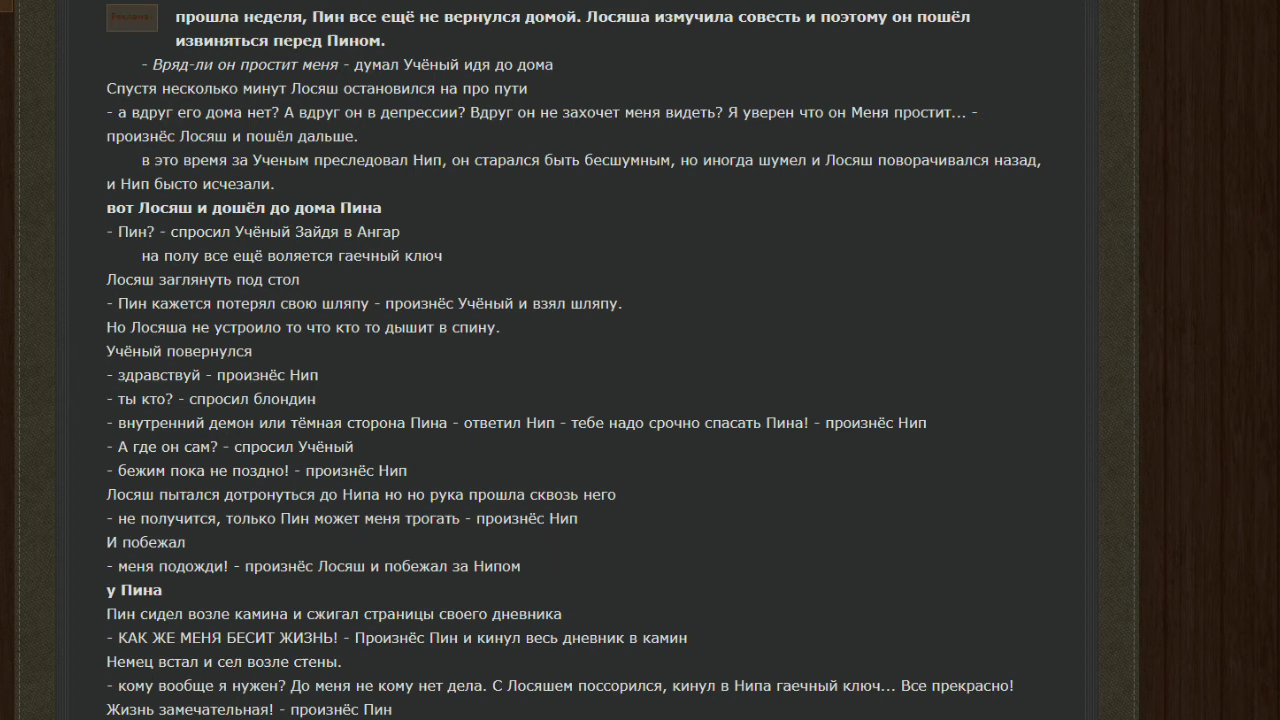 Реклама
прошла неделя, Пин все ещё не вернулся домой. Лосяша измучила совесть и поэтому он пошёл
извиняться перед Пином.
- Вряд-ли он простит меня - думал Учёный идя до дома
Спустя несколько минут Лосяш остановился на про пути
- а вдруг его дома нет? А вдруг он в депрессии? Вдруг он не захочет меня видеть? Я уверен что он Меня простит... -
произнёс Лосяш и пошёл дальше.
в это время за Ученым преследовал Нип, он старался быть бесшумным, но иногда шумел и Лосяш поворачивался назад,
и Нип бысто исчезали.
вот Лосяш и дошёл до дома Пина
- Пин? - спросил Учёный Зайдя в Ангар
на полу все ещё воляется гаечный ключ
Лосяш заглянуть под стол
- Пин кажется потерял свою шляпу - произнёс Учёный и взял шляпу.
Но Лосяша не устроило то что кто то дышит в спину.
Учёный повернулся
- здравствуй - произнёс Нип
- ты кто? - спросил блондин
- внутренний демон или тёмная сторона Пина - ответил Нип - тебе надо срочно спасать Пина! - произнёс Нип
- А где он сам? - спросил Учёный
- бежим пока не поздно! - произнёс Нип
Лосяш пытался дотронуться до Нипа но но рука прошла сквозь него
- не получится, только Пин может меня трогать - произнёс Нип
И побежал
- меня подожди! - произнёс Лосяш и побежал за Нипом
у Пина
Пин сидел возле камина и сжигал страницы своего дневника
- КАК ЖЕ МЕНЯ БЕСИТ ЖИЗНЬ! - Произнёс Пин и кинул весь дневник в камин
Немец встал и сел возле стены.
- кому вообще я нужен? До меня не кому нет дела. С Лосяшем поссорился, кинул в Нипа гаечный ключ... Все прекрасно!
Жизнь замечательная! - произнёс Пин